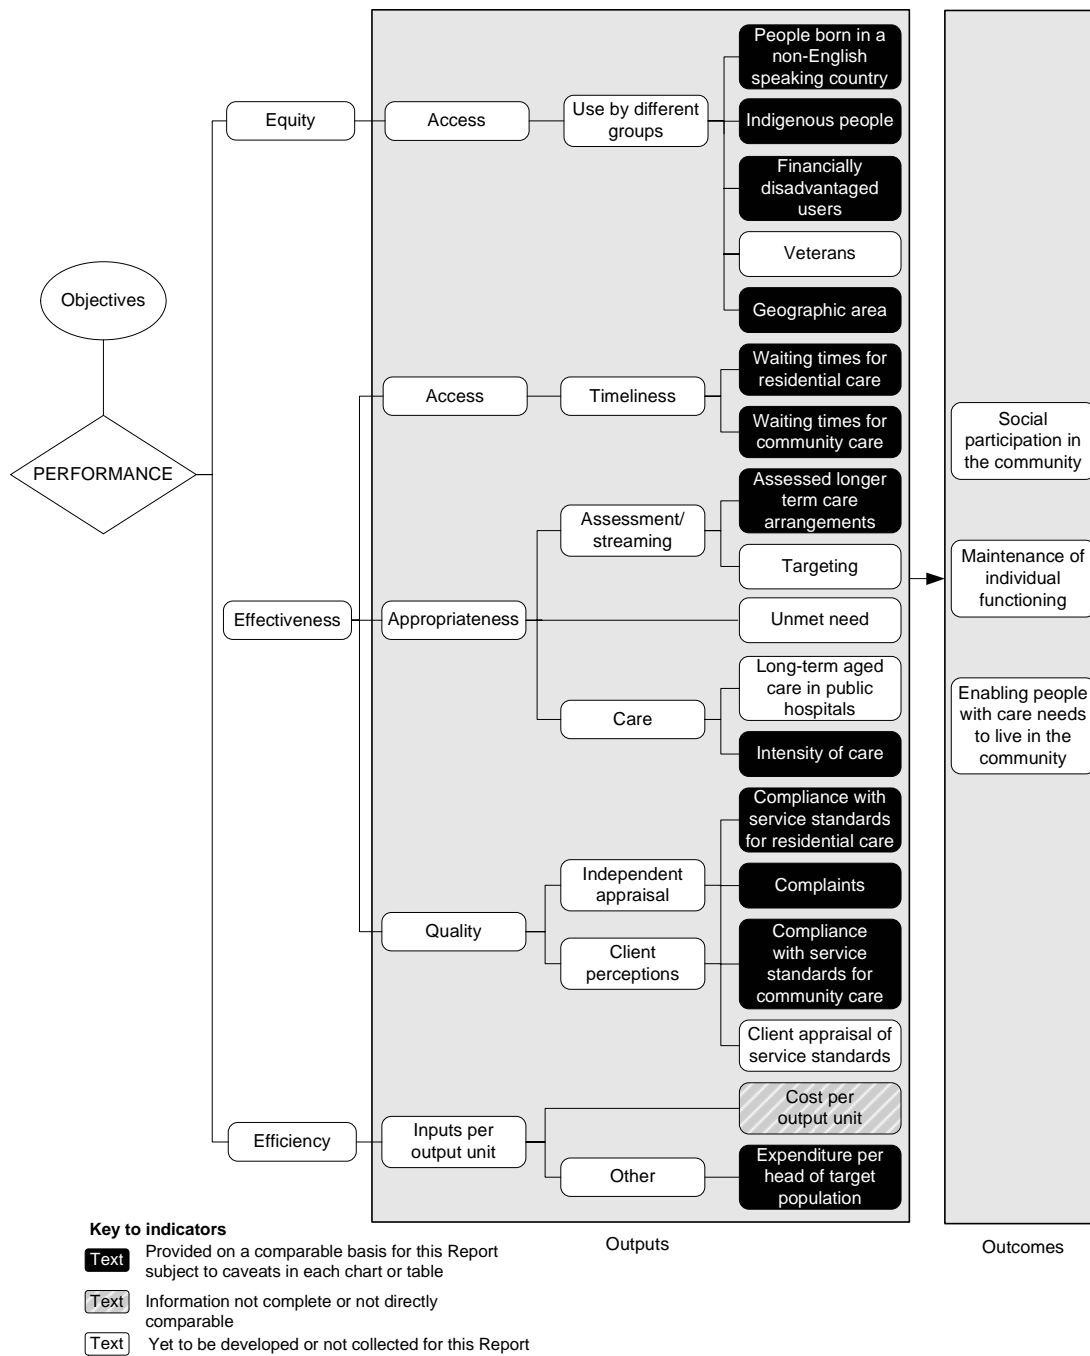 People born in a
non-English
speaking country
Equity
Access
Use by different
groups
Indigenous people
Financially
disadvantaged
users
Veterans
Objectives
Geographic area
Waiting times for
residential care
Access
Timeliness
Waiting times for
community care
Social
participation in
the community
PERFORMANCE
Assessed longer
term care
arrangements
Assessment/
streaming
Targeting
Maintenance of
individual
functioning
Effectiveness
Appropriateness
Unmet need
Long-term aged
care in public
hospitals
Care
Intensity of care
Enabling people
with care needs
to live in the
community
Compliance with
service standards
for residential care
Independent
appraisal
Complaints
Quality
Client
perceptions
Compliance
with service
standards for
community care
Client appraisal of
service standards
Cost per
output unit
Efficiency
Inputs per
output unit
Other
Expenditure per
head of target
population
Key to indicators
Outputs
Outcomes
Text Provided on a comparable basis for this Report
subject to caveats in each chart or table
Text Information not complete or not directly
comparable
Text Yet to be developed or not collected for this Report